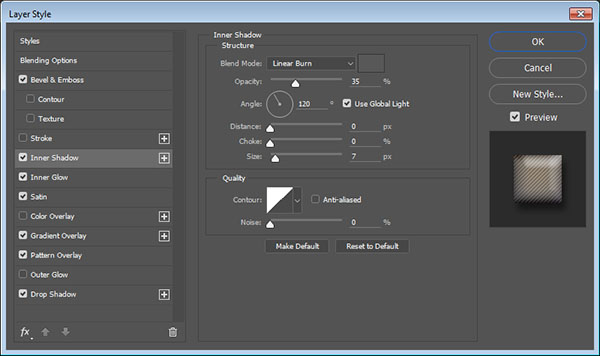 Layer Style
Styles
Blending Options
Bevel & Emboss
Contour
Texture
Stroke
Inner Shadow
Inner Glow
Satin
Color Overlay
Gradient Overlay
Pattern Overlay
Outer Glow
Drop Shadow
fx
Inner Shadow
Structure
Blend Mode: Linear Burn
Opacity: 35 %
Angle: 120 ° Use Global Light
Distance: 0 px
Choke: 0 %
Size: 7 px
Quality
Contour: Anti-aliased
Noise: 0 %
Make Default Reset to Default
OK
Cancel
New Style...
Preview